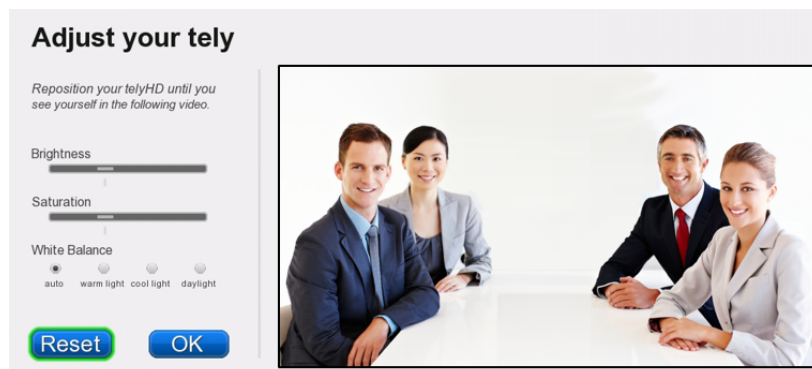 Adjust your tely
Reposition your telyHD until you
see yourself in the following video.
Brightness
Saturation
White Balance
auto warm light cool light daylight
Reset OK